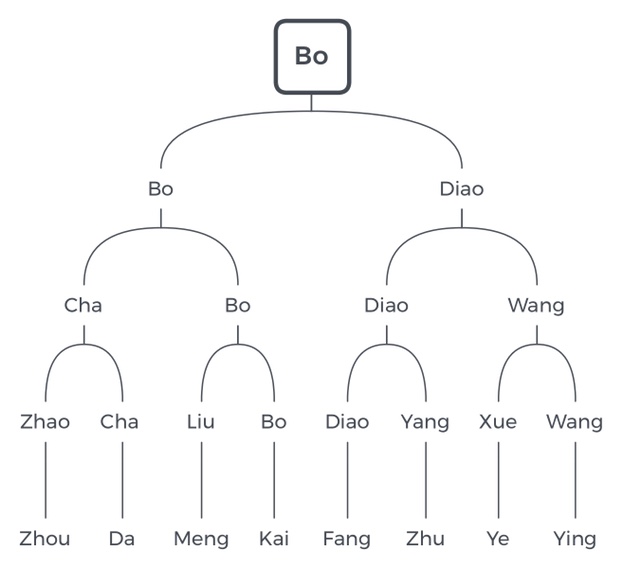 Bo
Bo Diao
Cha Bo Diao Wang
Zhao Cha Liu Bo Diao Yang Xue Wang
Zhou Da Meng Kai Fang Zhu Ye Ying